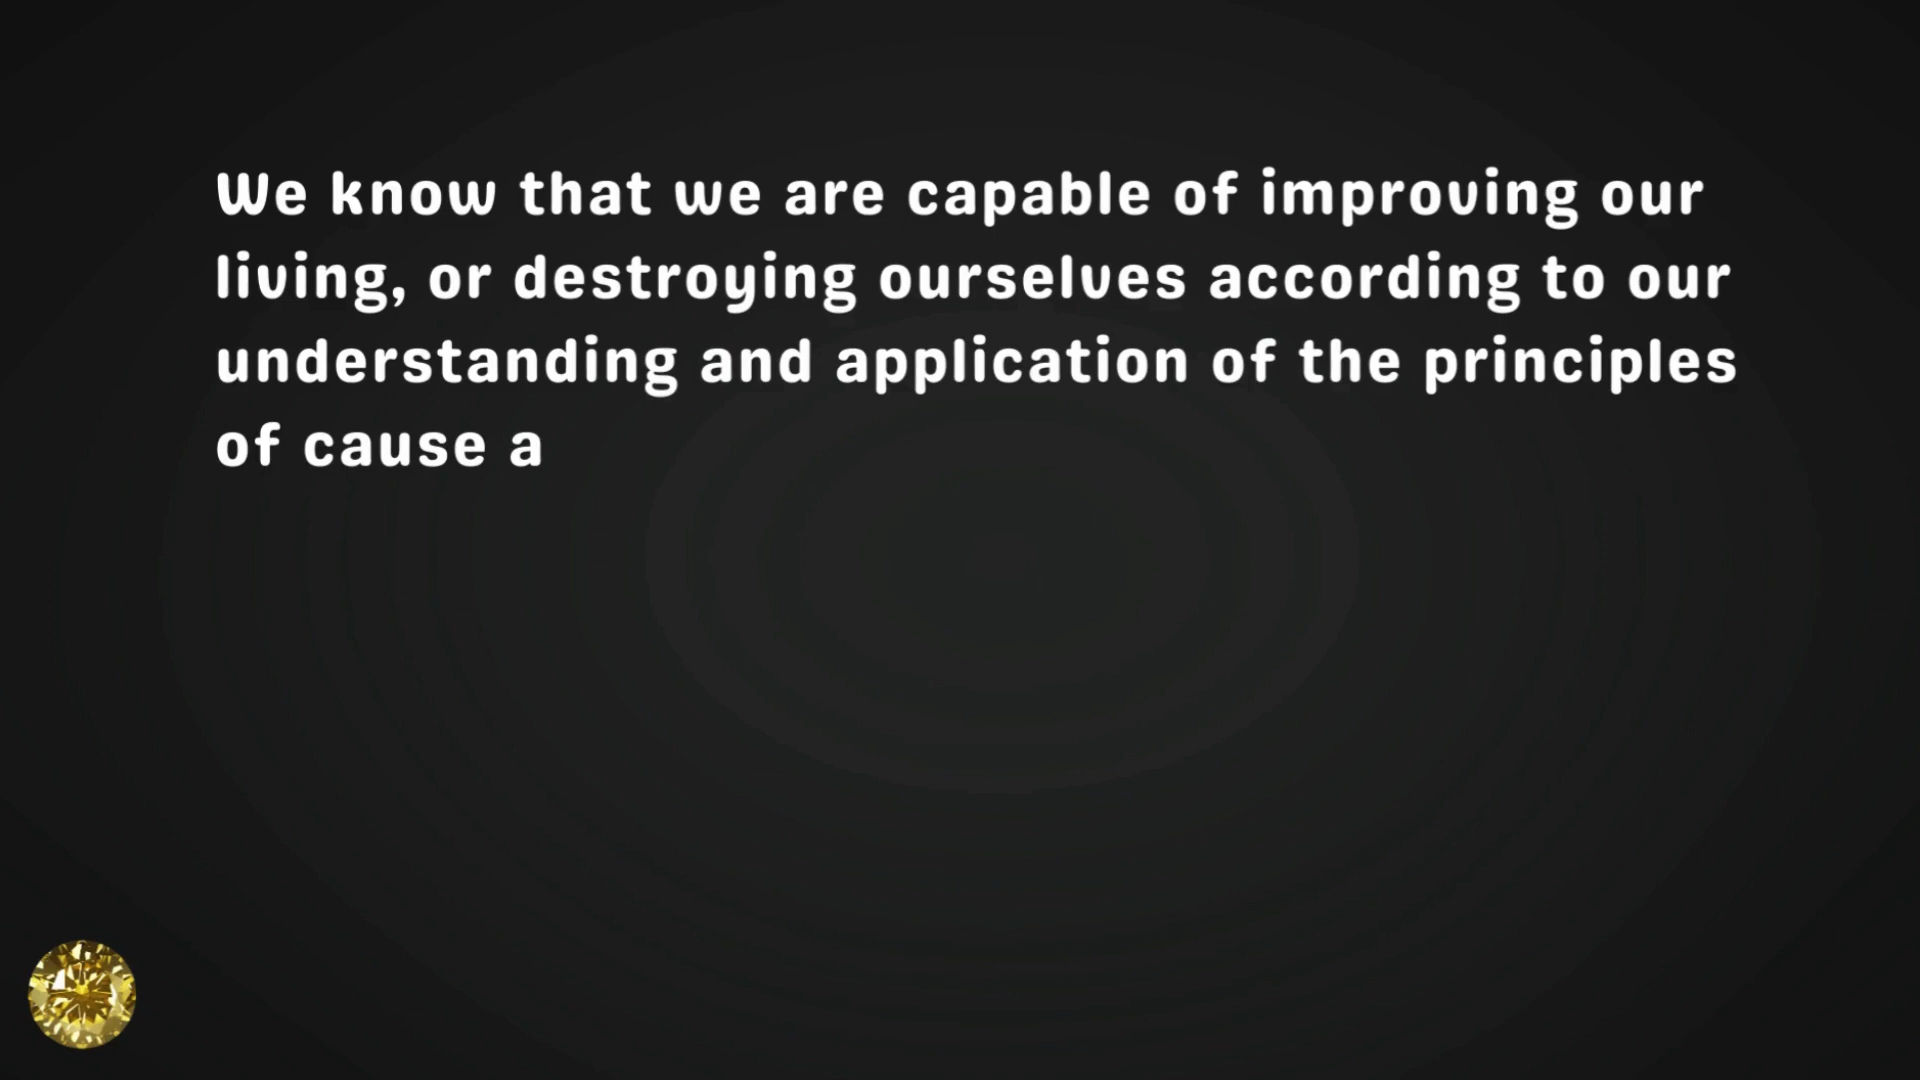 We know that we are capable of improving our
living, or destroying ourselves according to our
understanding and application of the principles
of cause a